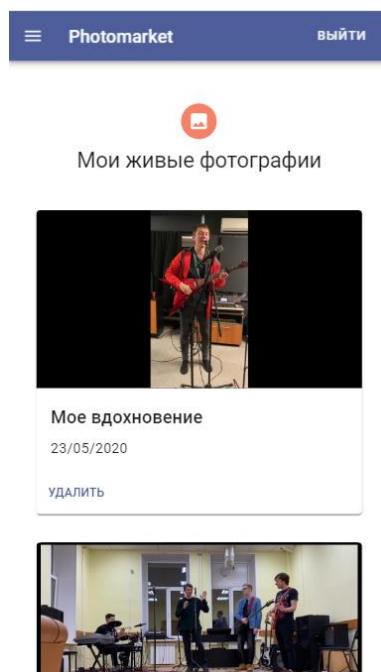 Photomarket
ВЫЙТИ
Мои живые фотографии
Мое вдохновение
23/05/2020
УДАЛИТЬ